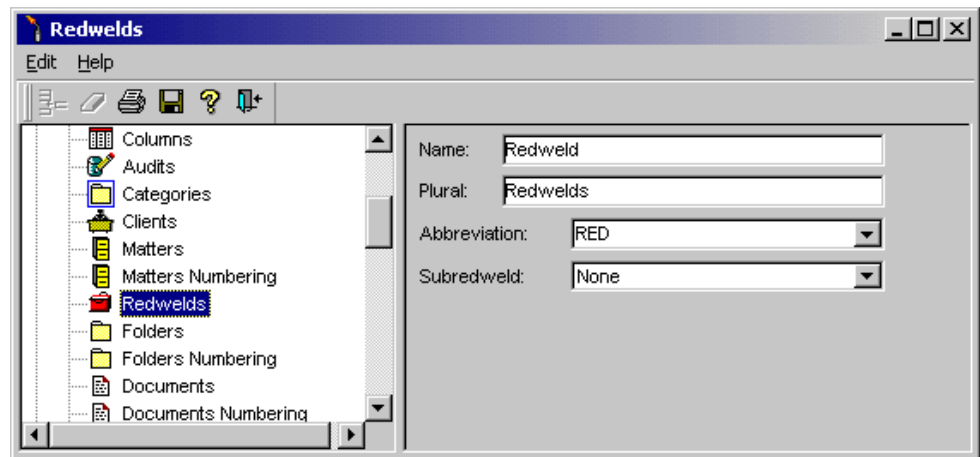 Redwelds
Edit Help
Columns
Audits
Categories
Clients
Matters
Matters Numbering
Redwelds
Folders
Folders Numbering
Documents
Documents Numbering
Name: Redweld
Plural: Redwelds
Abbreviation: RED
Subredweld: None